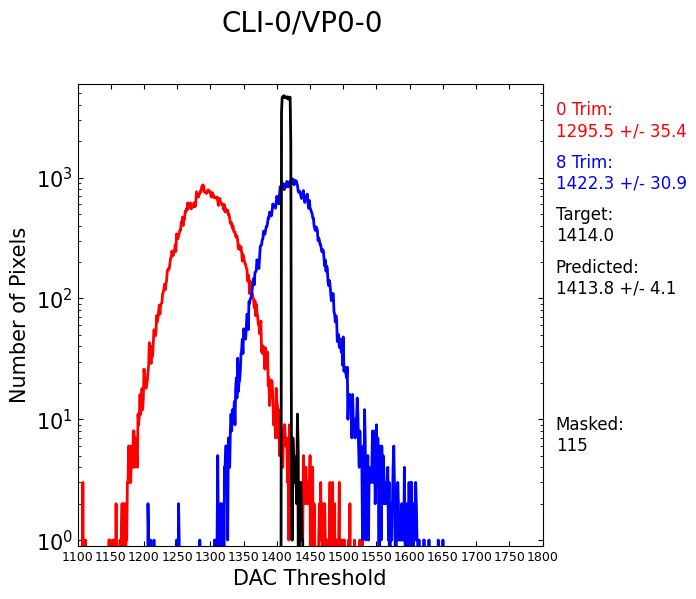 CLI-0/VP0-0
0 Trim:
1295.5 +/- 35.4
8 Trim:
1422.3 +/- 30.9
Target:
1414.0
Predicted:
1413.8 +/- 4.1
Masked:
115
Number of Pixels
10³
10²
10¹
10⁰
1100 1150 1200 1250 1300 1350 1400 1450 1500 1550 1600 1650 1700 1750 1800
DAC Threshold